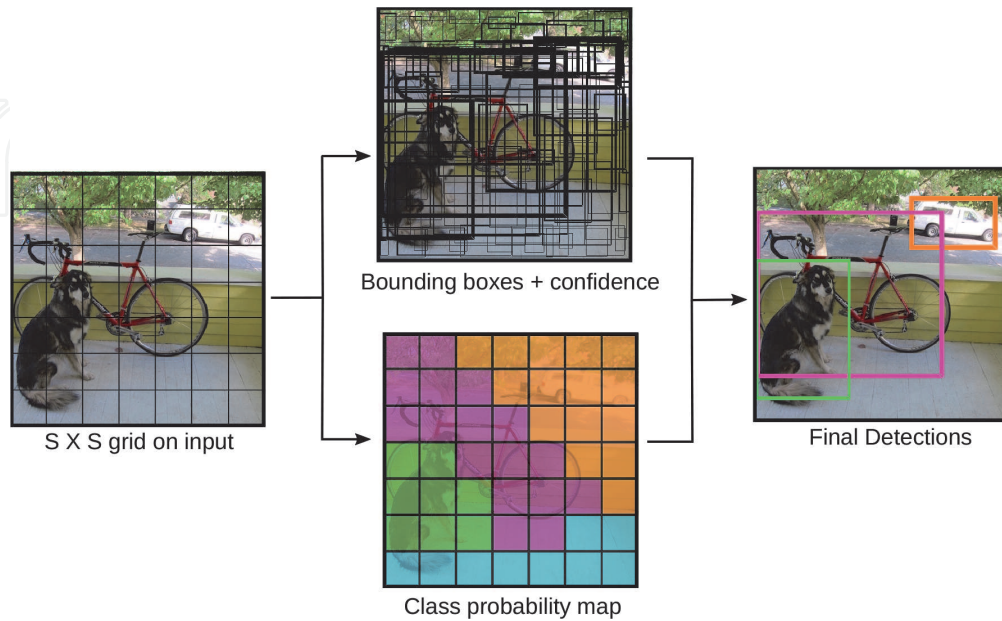 S X S grid on input
Bounding boxes + confidence
Class probability map
Final Detections